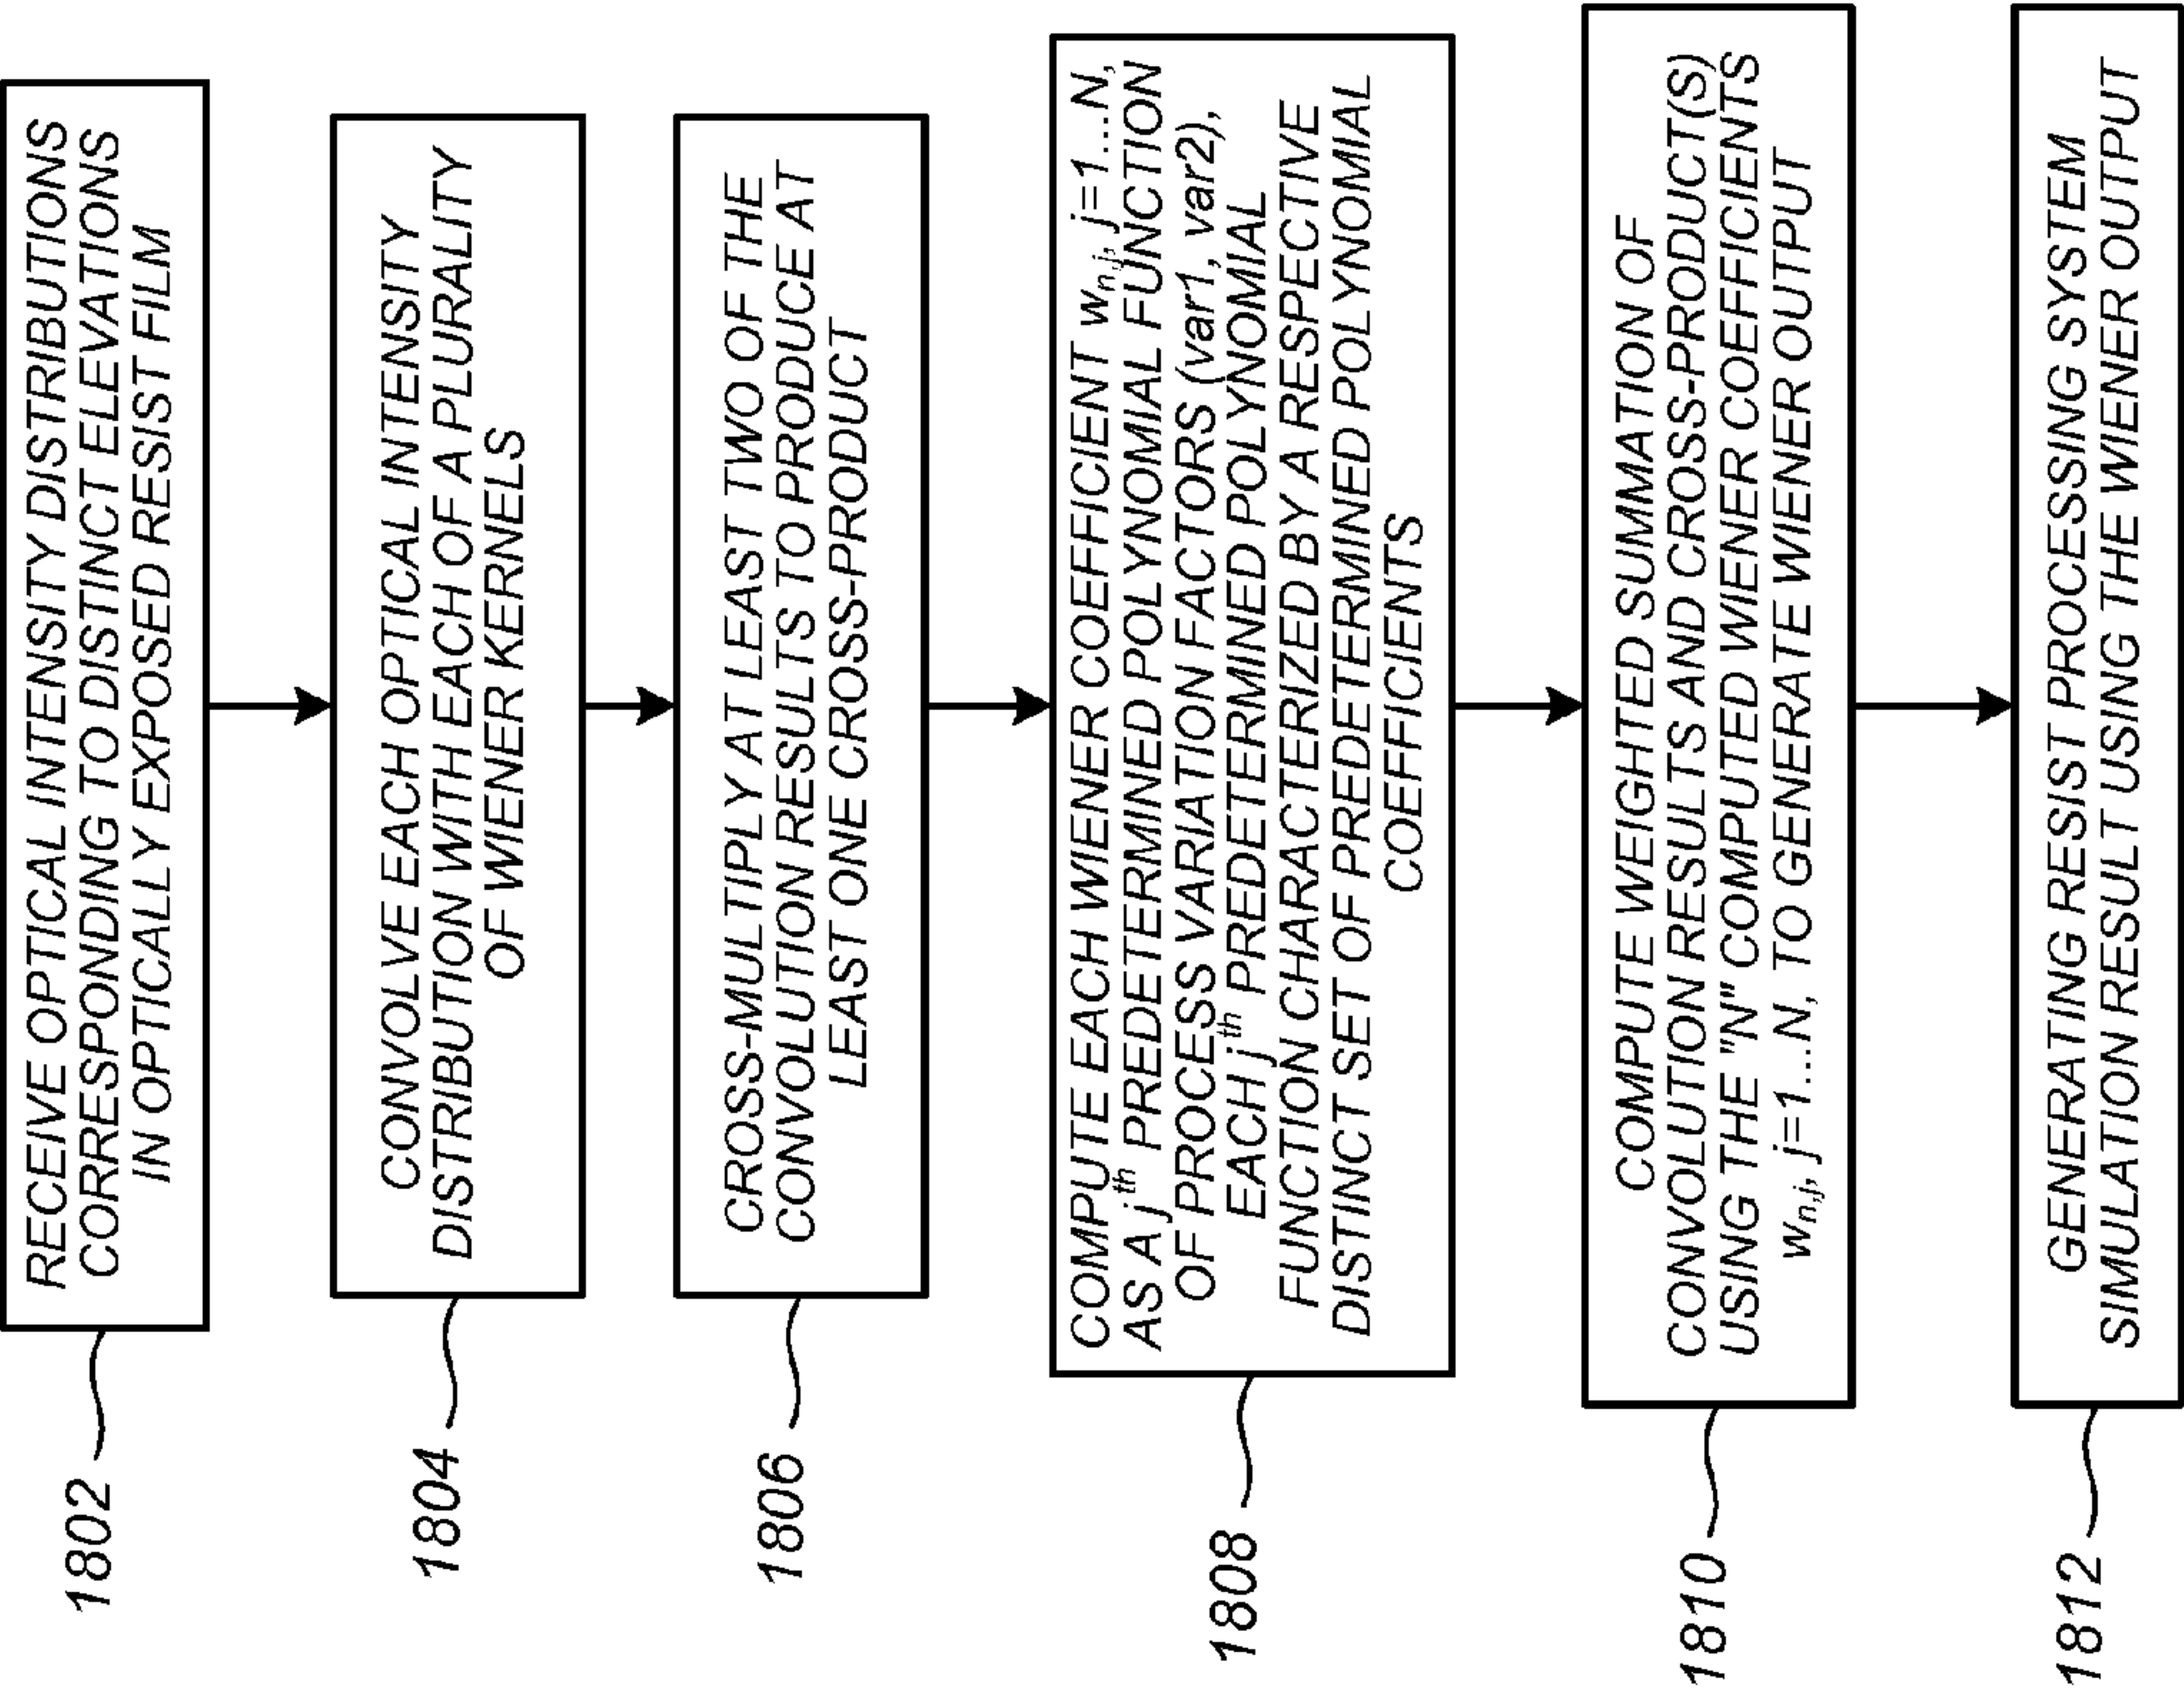 1802
RECEIVE OPTICAL INTENSITY DISTRIBUTIONS
CORRESPONDING TO DISTINCT ELEVATIONS
IN OPTICALLY EXPOSED RESIST FILM
1804
CONVOLVE EACH OPTICAL INTENSITY
DISTRIBUTION WITH EACH OF A PLURALITY
OF WIENER KERNELS
1806
CROSS-MULTIPLY AT LEAST TWO OF THE
CONVOLUTION RESULTS TO PRODUCE AT
LEAST ONE CROSS-PRODUCT
1808
COMPUTE EACH WIENER COEFFICIENT wn,j, j=1...N,
AS A jth PREDETERMINED POLYNOMIAL FUNCTION
OF PROCESS VARIATION FACTORS (var1, var2),
EACH jth PREDETERMINED POLYNOMIAL
FUNCTION CHARACTERIZED BY A RESPECTIVE
DISTINCT SET OF PREDETERMINED POLYNOMIAL
COEFFICIENTS
1810
COMPUTE WEIGHTED SUMMATION OF
CONVOLUTION RESULTS AND CROSS-PRODUCT(S)
USING THE "N" COMPUTED WIENER COEFFICIENTS
wn,j, j=1...N, TO GENERATE WIENER OUTPUT
1812
GENERATING RESIST PROCESSING SYSTEM
SIMULATION RESULT USING THE WIENER OUTPUT